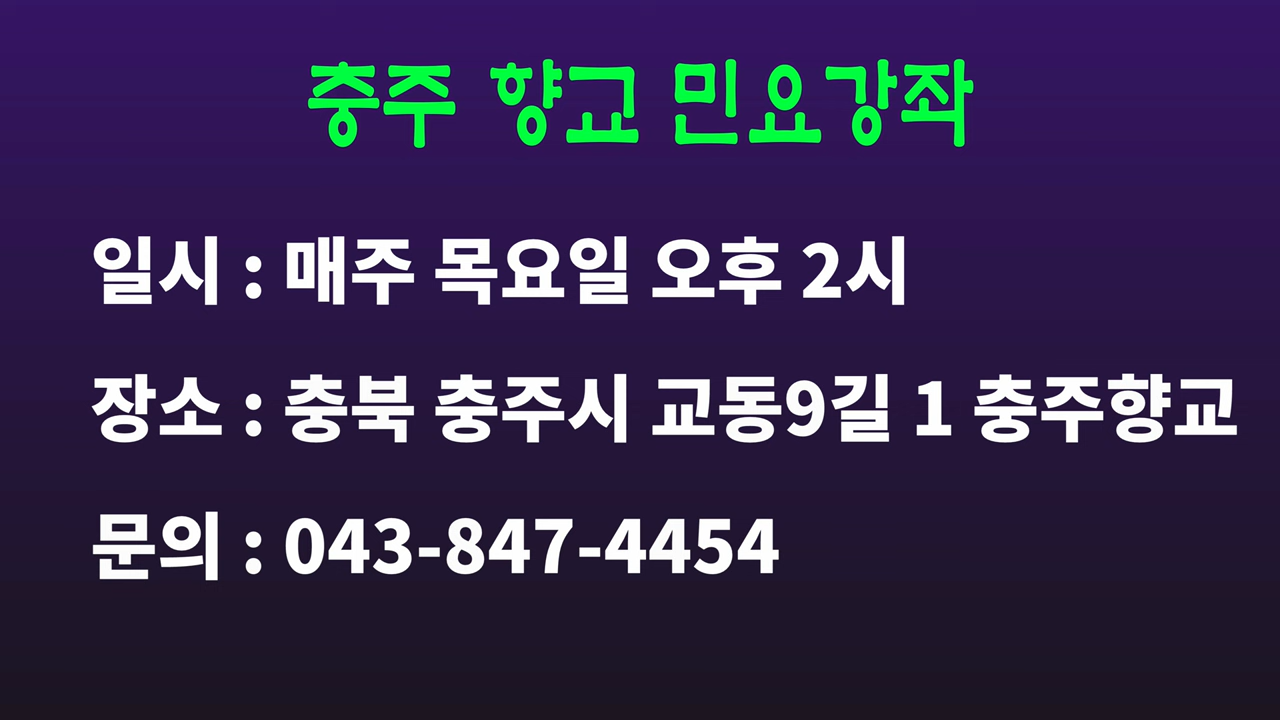 충주 향교 민요강좌
일시 : 매주 목요일 오후 2시
장소 : 충북 충주시 교동9길 1 충주향교
문의 : 043-847-4454